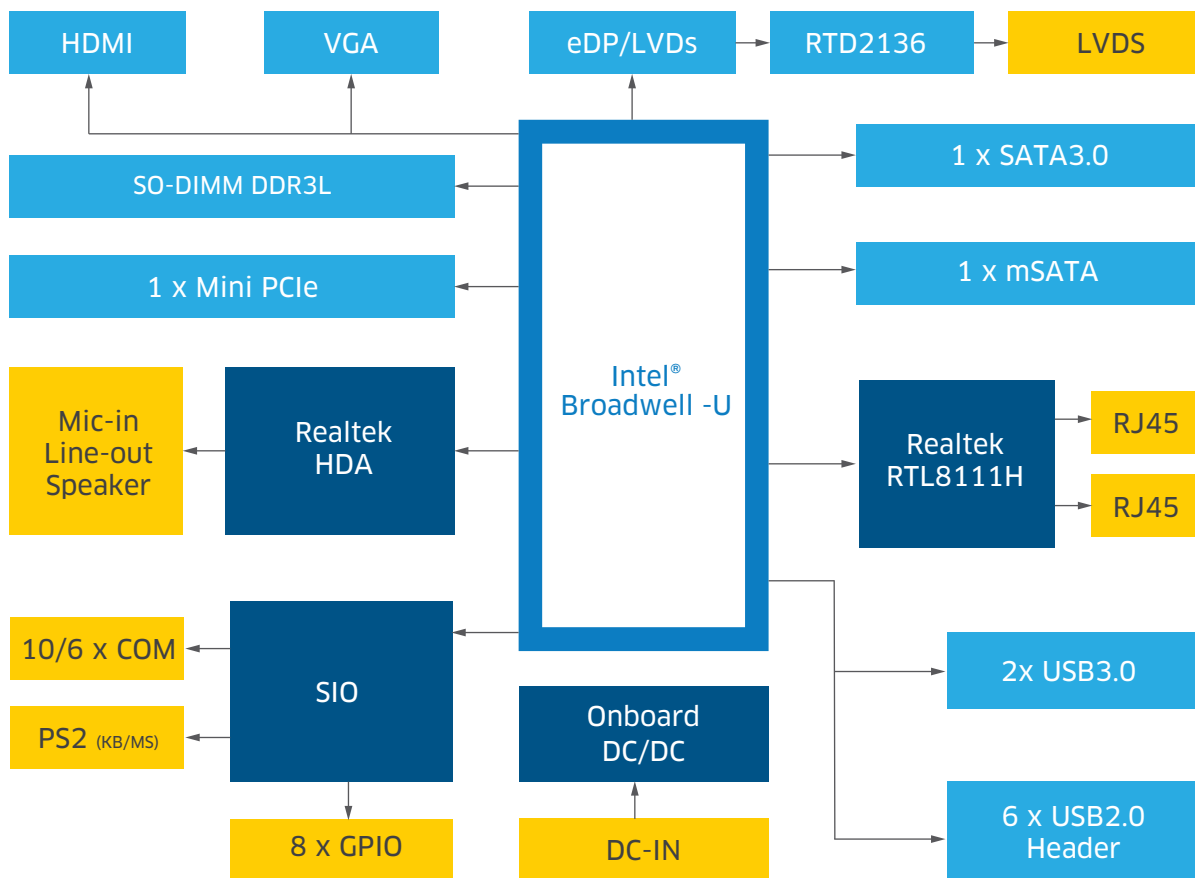 HDMI
VGA
eDP/LVDs
RTD2136
LVDS
SO-DIMM DDR3L
1 x SATA3.0
1 x Mini PCIe
1 x mSATA
Intel®
Broadwell -U
Mic-in
Line-out
Speaker
Realtek
HDA
Realtek
RTL8111H
RJ45
RJ45
10/6 x COM
PS2 (KB/MS)
SIO
8 x GPIO
Onboard
DC/DC
DC-IN
2x USB3.0
6 x USB2.0
Header